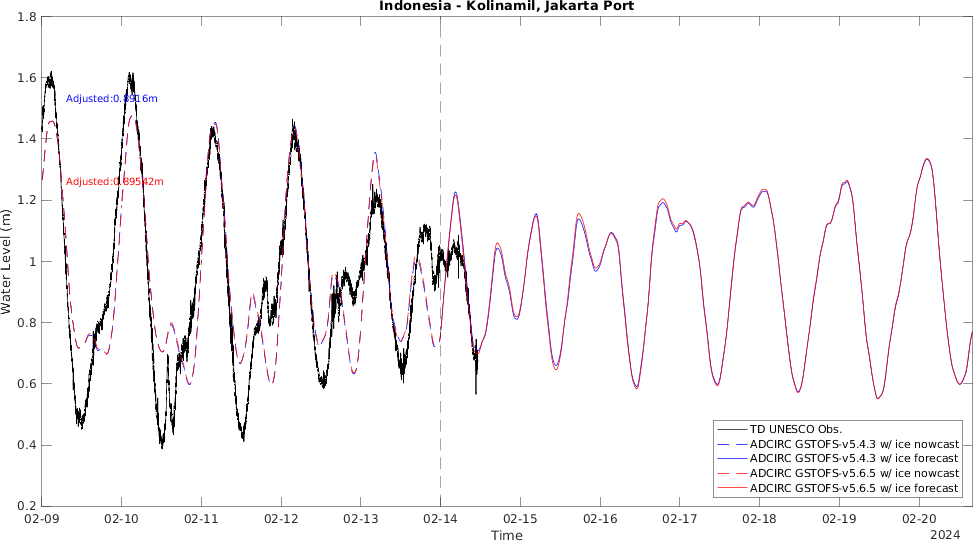 Indonesia - Kolinamil, Jakarta Port
1.8
1.6
1.4
1.2
1
0.8
0.6
0.4
0.2
Water Level (m)
Adjusted:0.8916m
Adjusted:0.89542m
TD UNESCO Obs.
ADCIRC GSTOFS-v5.4.3 w/ ice nowcast
ADCIRC GSTOFS-v5.4.3 w/ ice forecast
ADCIRC GSTOFS-v5.6.5 w/ ice nowcast
ADCIRC GSTOFS-v5.6.5 w/ ice forecast
02-09 02-10 02-11 02-12 02-13 02-14 02-15 02-16 02-17 02-18 02-19 02-20
Time
2024